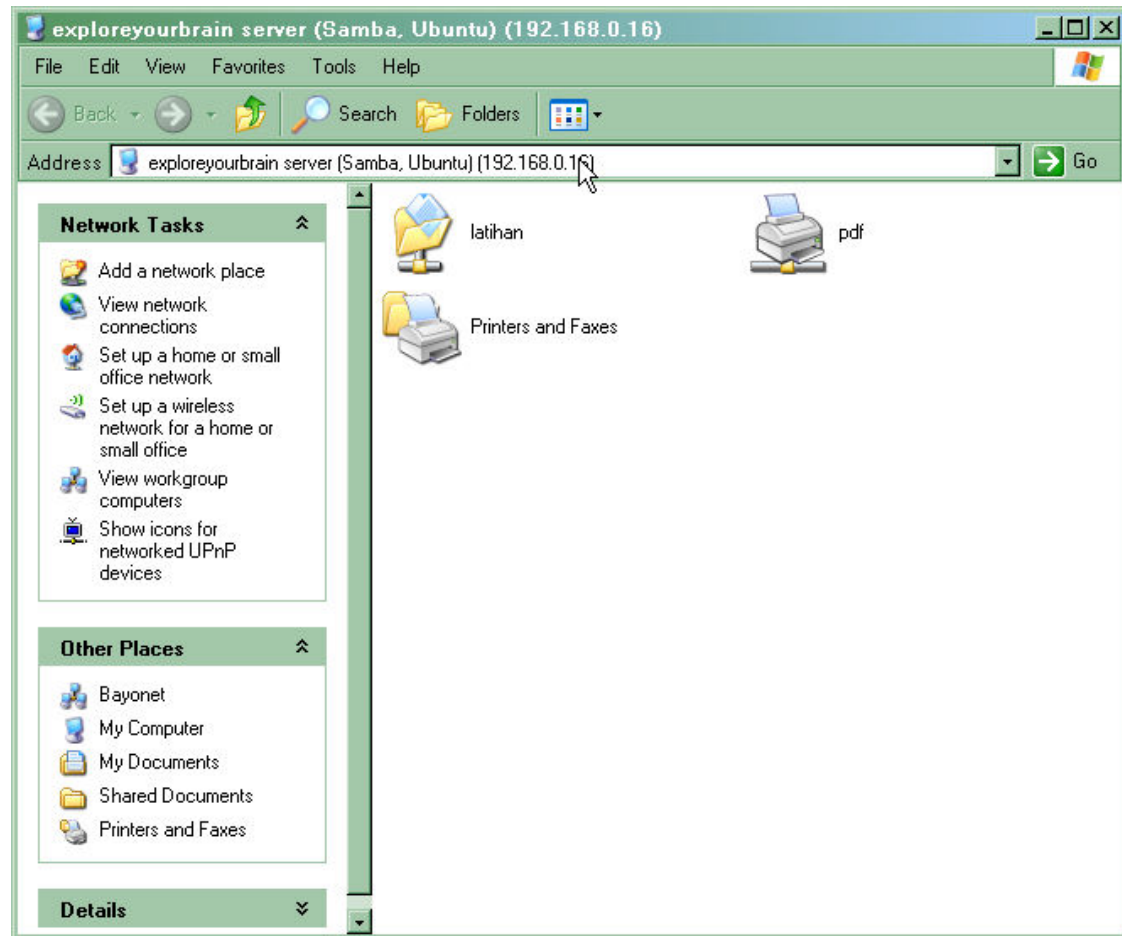 exploreyourbrain server (Samba, Ubuntu) (192.168.0.16)
File Edit View Favorites Tools Help
Back Search Folders
Address exploreyourbrain server (Samba, Ubuntu) (192.168.0.16) Go
Network Tasks
Add a network place
View network
connections
Set up a home or small
office network
Set up a wireless
network for a home or
small office
View workgroup
computers
Show icons for
networked UPnP
devices
Other Places
Bayonet
My Computer
My Documents
Shared Documents
Printers and Faxes
Details
latihan
pdf
Printers and Faxes